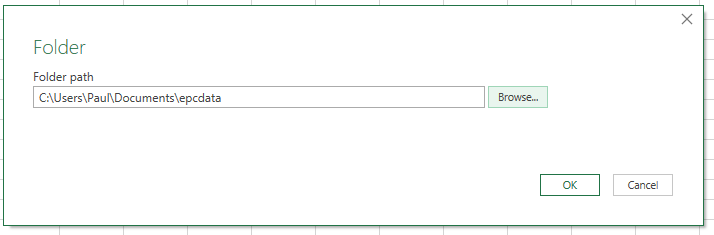 Folder
Folder path
C:\Users\Paul\Documents\epcdata
Browse...
OK
Cancel